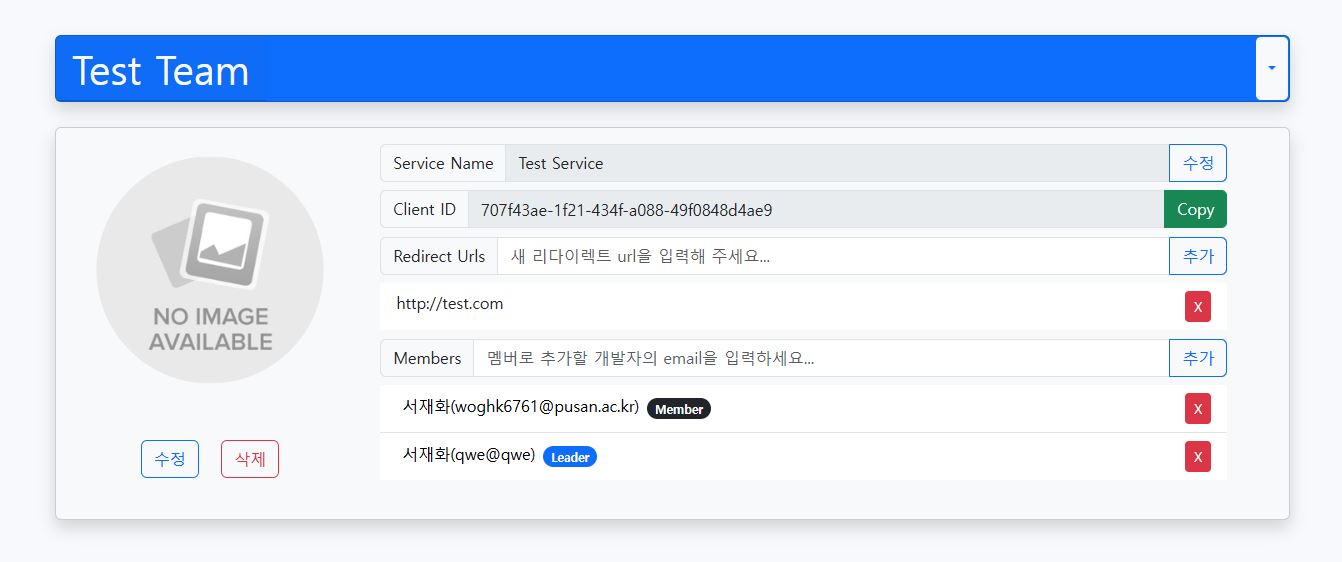 Test Team
NO IMAGE
AVAILABLE
수정 삭제
Service Name Test Service 수정
Client ID 707f43ae-1f21-434f-a088-49f0848d4ae9 Copy
Redirect Urls 새 리다이렉트 url을 입력해 주세요... 추가
http://test.com X
Members 멤버로 추가할 개발자의 email을 입력하세요... 추가
서재화(woghk6761@pusan.ac.kr) Member X
서재화(qwe@qwe) Leader X